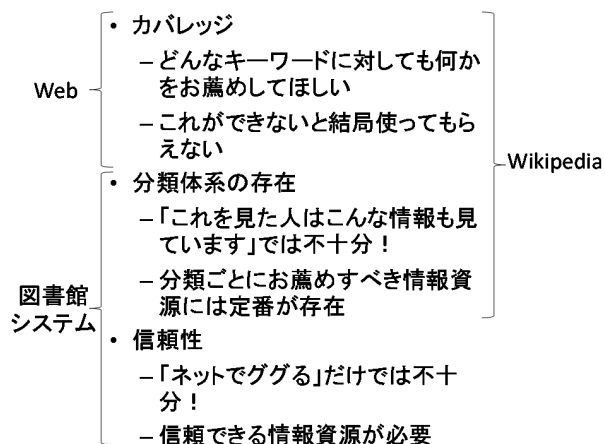 • カバレッジ
– どんなキーワードに対しても何か
をお薦めしてほしい
– これができないと結局使ってもら
えない
Web
• 分類体系の存在
– 「これを見た人はこんな情報も見
ています」では不十分！
– 分類ごとにお薦めすべき情報資
源には定番が存在
Wikipedia
図書館
システム
• 信頼性
– 「ネットでググる」だけでは不十
分！
– 信頼できる情報資源が必要